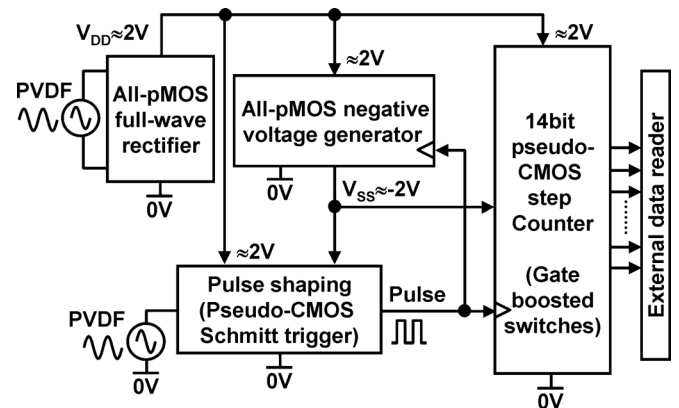 V_DD≈2V
≈2V
≈2V
PVDF
All-pMOS
full-wave
rectifier
0V
All-pMOS negative
voltage generator
0V
V_SS≈-2V
14bit
pseudo-
CMOS
step
Counter
(Gate
boosted
switches)
0V
External data reader
≈2V
Pulse shaping
(Pseudo-CMOS
Schmitt trigger)
0V
Pulse
PVDF
0V